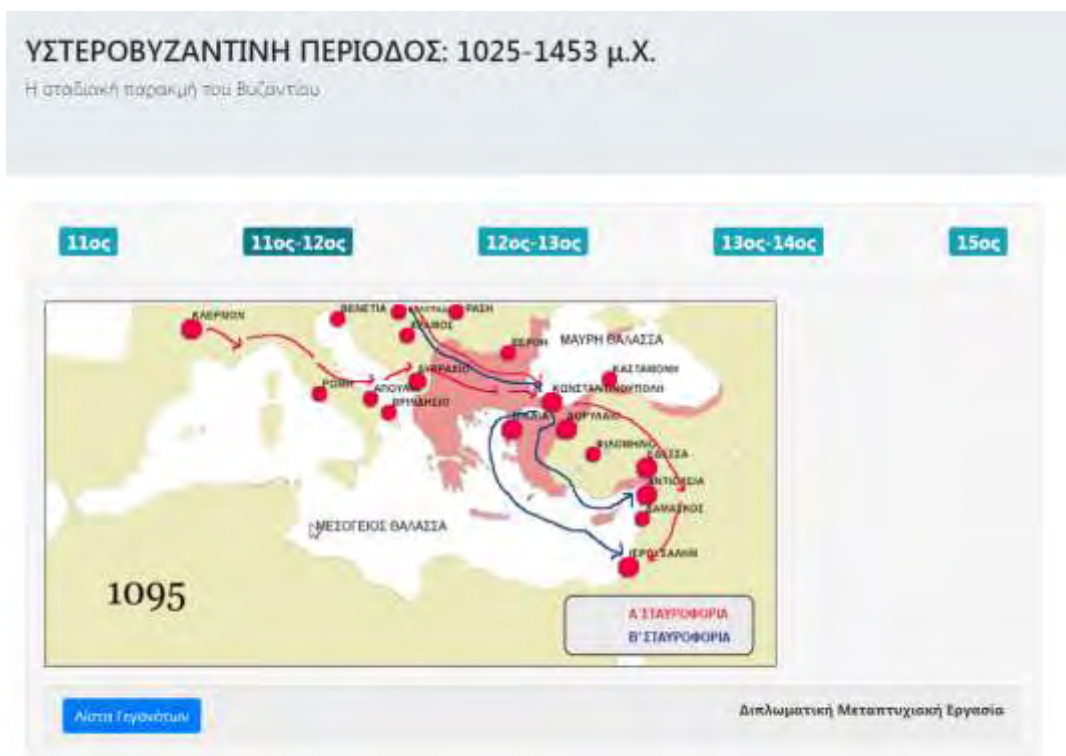 ΥΣΤΕΡΟΒΥΖΑΝΤΙΝΗ ΠΕΡΙΟΔΟΣ: 1025-1453 μ.Χ.
Η σταδιακή παρακμή του Βυζαντίου
11ος 11ος-12ος 12ος-13ος 13ος-14ος 15ος
ΚΛΕΡΜΟΝ
ΒΕΝΕΤΙΑ
ΡΑΣΗ
ΜΑΥΡΗ ΘΑΛΑΣΣΑ
ΚΑΣΤΑΜΟΝΗ
ΡΩΜΗ
ΑΠΟΥΛΙΑ
ΔΥΡΡΑΧΙΟ
ΚΩΝΣΤΑΝΤΙΝΟΥΠΟΛΗ
ΒΡΙΝΔΗΣΙΟ
ΔΟΡΥΛΑΙΟ
ΦΙΛΟΜΗΛΙΟ
ΕΔΕΣΣΑ
ΑΝΤΙΟΧΕΙΑ
ΔΑΜΑΣΚΟΣ
ΜΕΣΟΓΕΙΟΣ ΘΑΛΑΣΣΑ
ΙΕΡΟΥΣΑΛΗΜ
1095
Α'ΣΤΑΥΡΟΦΟΡΙΑ
Β'ΣΤΑΥΡΟΦΟΡΙΑ
Λίστα Γεγονότων
Διπλωματική Μεταπτυχιακή Εργασία